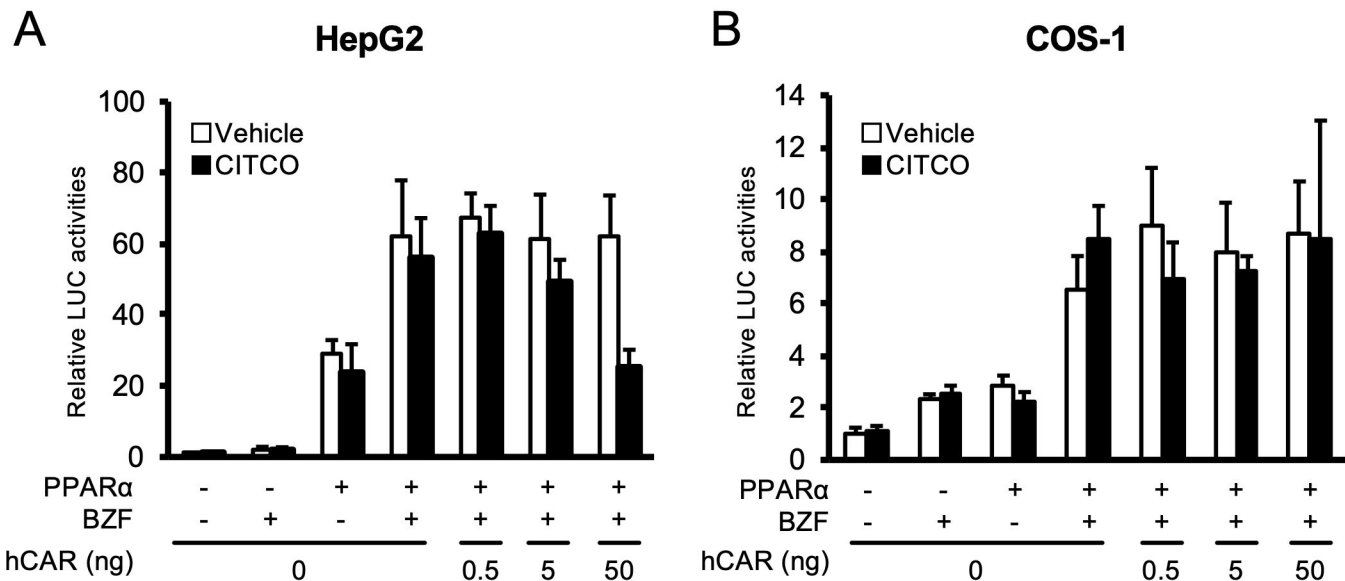 A
HepG2
Relative LUC activities
100
80
60
40
20
0
Vehicle
CITCO
PPARα - - + + + + +
BZF - + - + + + +
hCAR (ng) 0 0.5 5 50
B
COS-1
Relative LUC activities
14
12
10
8
6
4
2
0
Vehicle
CITCO
PPARα - - + + + + +
BZF - + - + + + +
hCAR (ng) 0 0.5 5 50